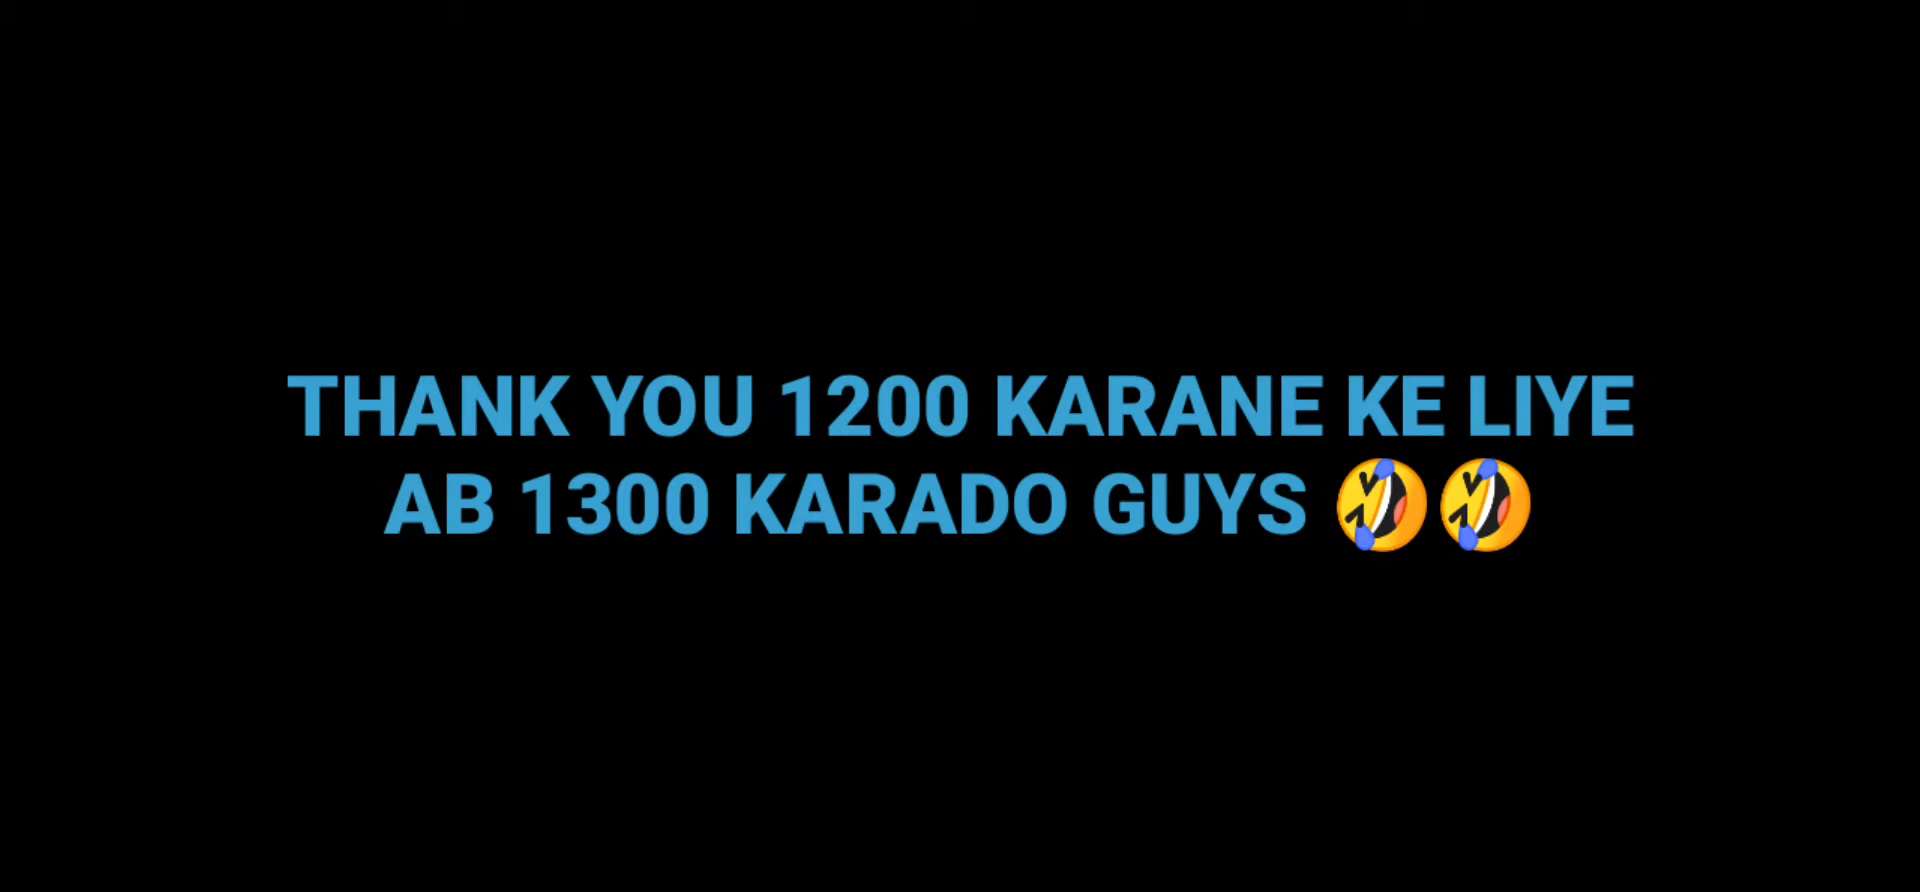 THANK YOU 1200 KARANE KE LIYE
AB 1300 KARADO GUYS 🤣🤣